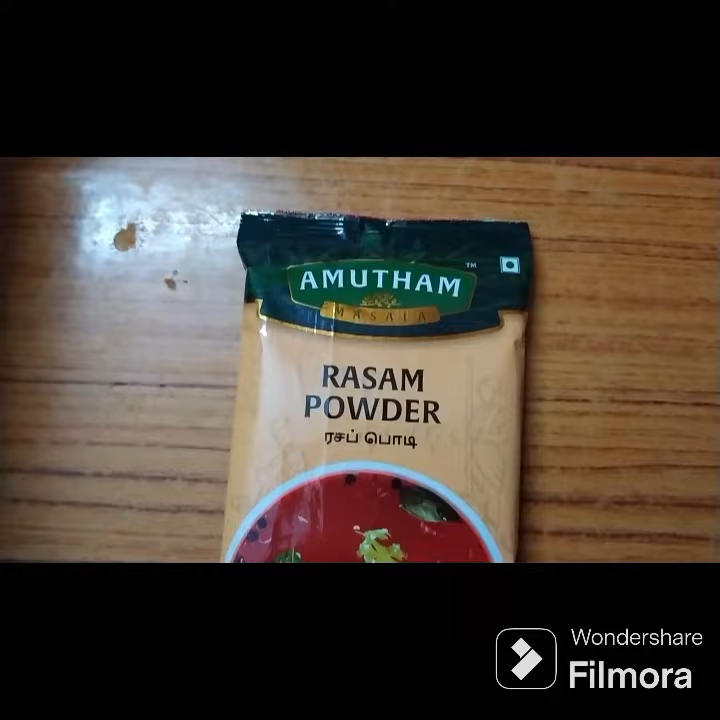 AMUTHAM
TM
MASALA
RASAM
POWDER
ரசப் பொடி
Wondershare
Filmora